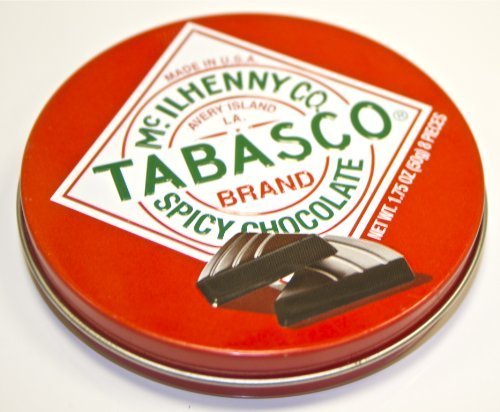 MADE IN U.S.A.
McILHENNY CO.
AVERY ISLAND
LA.
TABASCO®
BRAND
SPICY CHOCOLATE
NET WT. 1.75 OZ (50g) 8 PIECES